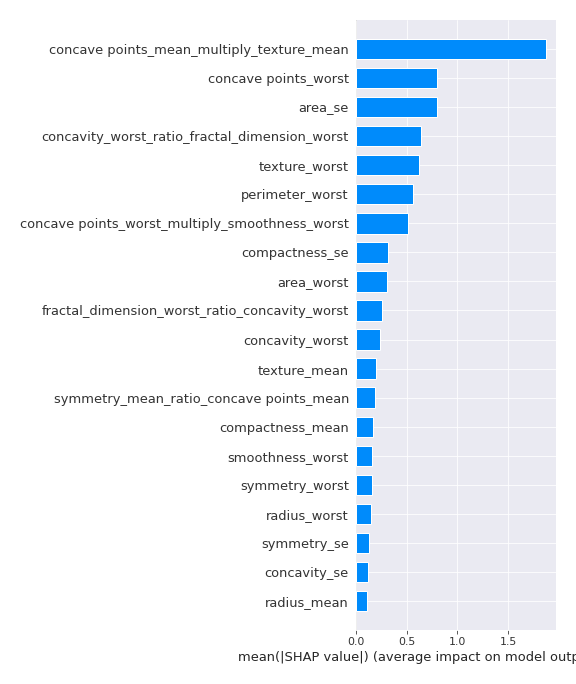 concave points_mean_multiply_texture_mean
concave points_worst
area_se
concavity_worst_ratio_fractal_dimension_worst
texture_worst
perimeter_worst
concave points_worst_multiply_smoothness_worst
compactness_se
area_worst
fractal_dimension_worst_ratio_concavity_worst
concavity_worst
texture_mean
symmetry_mean_ratio_concave points_mean
compactness_mean
smoothness_worst
symmetry_worst
radius_worst
symmetry_se
concavity_se
radius_mean
0.0 0.5 1.0 1.5
mean(|SHAP value|) (average impact on model outp